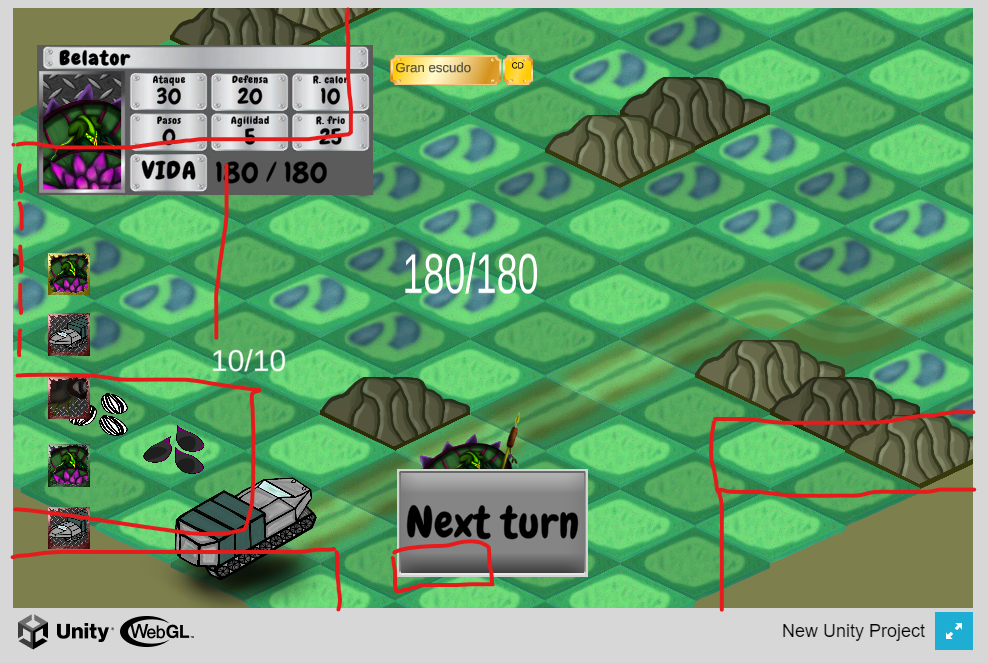 Belator
Ataque
30
Defensa
20
R. calor
10
Pasos
0
Agilidad
5
R. frio
25
VIDA
180 / 180
Gran escudo
CD
180/180
10/10
Next turn
Unity
WebGL
New Unity Project